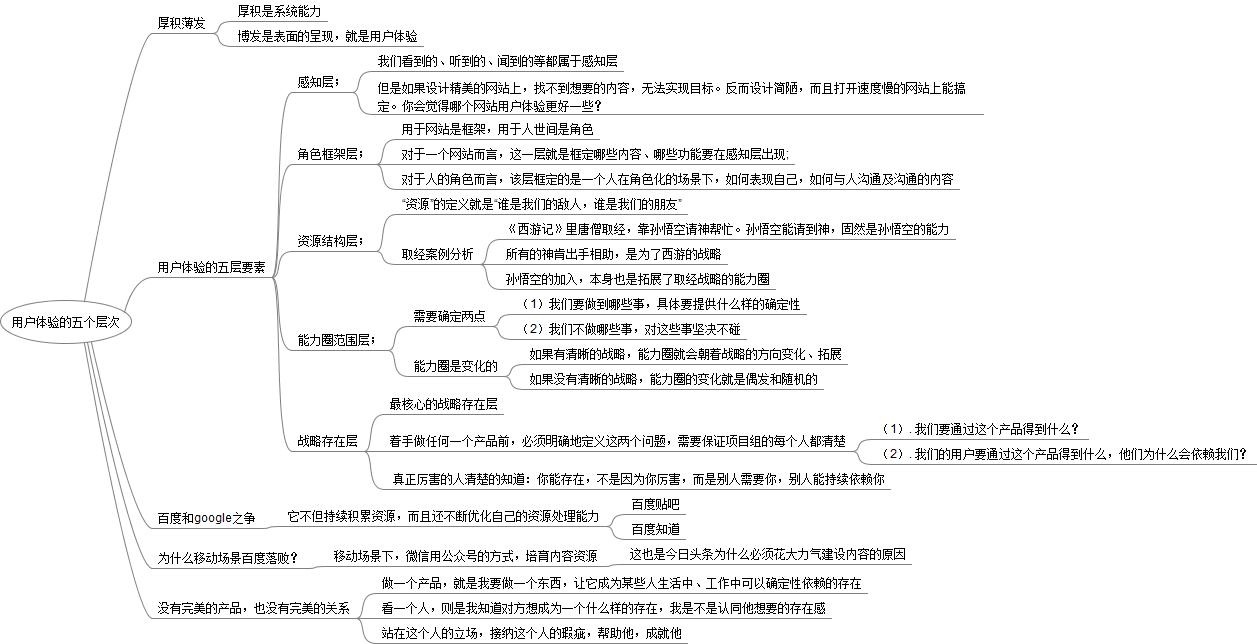 用户体验的五个层次
厚积薄发
厚积是系统能力
博发是表面的呈现，就是用户体验
用户体验的五层要素
感知层；
我们看到的、听到的、闻到的等都属于感知层
但是如果设计精美的网站上，找不到想要的内容，无法实现目标。反而设计简陋，而且打开速度慢的网站上能搞
定。你会觉得哪个网站用户体验更好一些？
角色框架层；
用于网站是框架，用于人世间是角色
对于一个网站而言，这一层就是框定哪些内容、哪些功能要在感知层出现;
对于人的角色而言，该层框定的是一个人在角色化的场景下，如何表现自己，如何与人沟通及沟通的内容
资源结构层；
“资源”的定义就是“谁是我们的敌人，谁是我们的朋友”
取经案例分析
《西游记》里唐僧取经，靠孙悟空请神帮忙。孙悟空能请到神，固然是孙悟空的能力
所有的神肯出手相助，是为了西游的战略
孙悟空的加入，本身也是拓展了取经战略的能力圈
能力圈范围层；
需要确定两点
（1）我们要做到哪些事，具体要提供什么样的确定性
（2）我们不做哪些事，对这些事坚决不碰
能力圈是变化的
如果有清晰的战略，能力圈就会朝着战略的方向变化、拓展
如果没有清晰的战略，能力圈的变化就是偶发和随机的
战略存在层
最核心的战略存在层
着手做任何一个产品前，必须明确地定义这两个问题，需要保证项目组的每个人都清楚
（1）. 我们要通过这个产品得到什么？
（2）. 我们的用户要通过这个产品得到什么，他们为什么会依赖我们？
真正厉害的人清楚的知道：你能存在，不是因为你厉害，而是别人需要你，别人能持续依赖你
百度和google之争
它不但持续积累资源，而且还不断优化自己的资源处理能力
百度贴吧
百度知道
为什么移动场景百度落败？
移动场景下，微信用公众号的方式，培育内容资源
这也是今日头条为什么必须花大力气建设内容的原因
没有完美的产品，也没有完美的关系
做一个产品，就是我要做一个东西，让它成为某些人生活中、工作中可以确定性依赖的存在
看一个人，则是我知道对方想成为一个什么样的存在，我是不认同他想要的存在感
站在这个人的立场，接纳这个人的瑕疵，帮助他，成就他